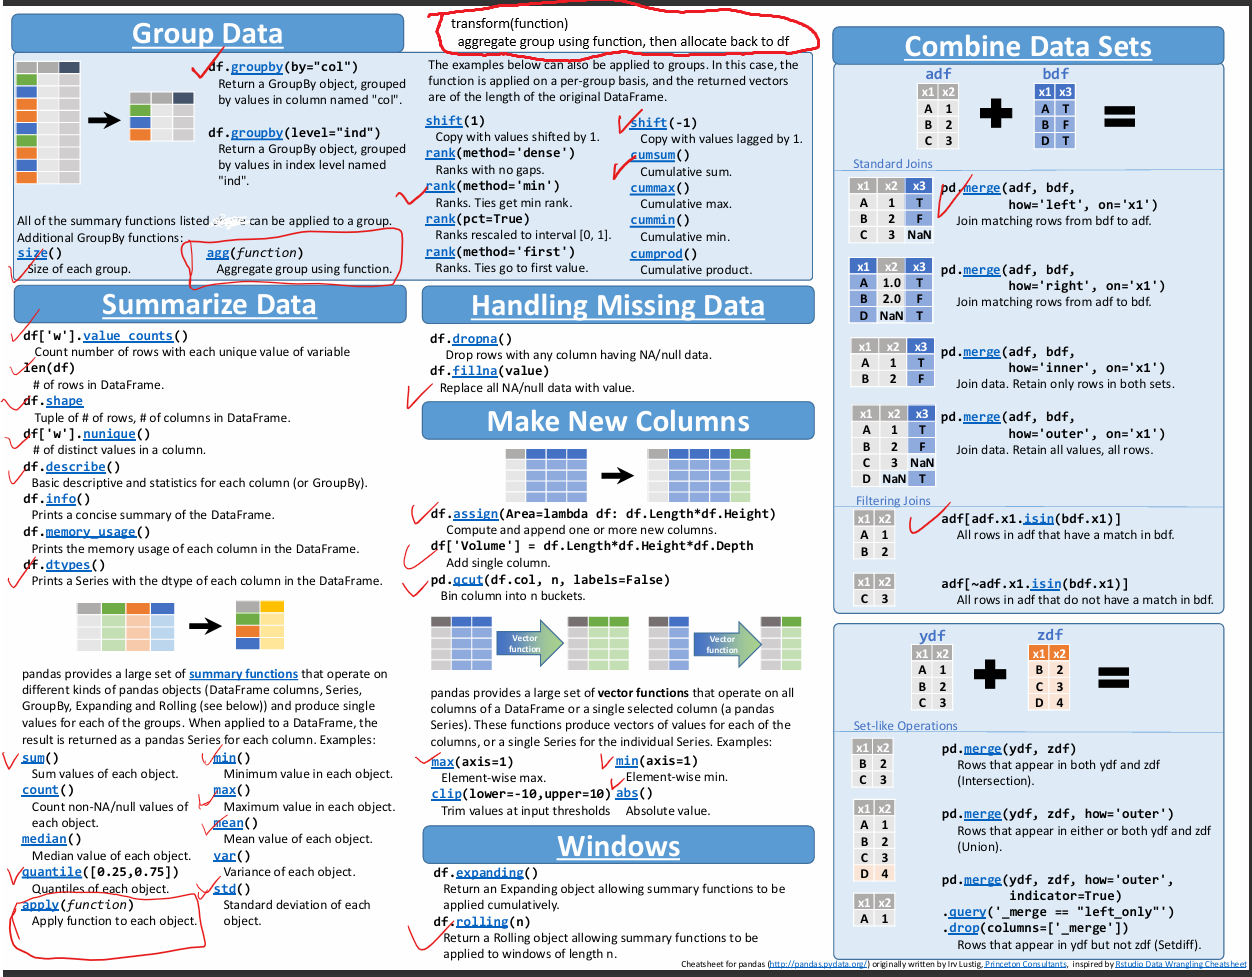 Group Data
df.groupby(by="col")
Return a GroupBy object, grouped
by values in column named "col".
df.groupby(level="ind")
Return a GroupBy object, grouped
by values in index level named
"ind".
All of the summary functions listed can be applied to a group.
Additional GroupBy functions:
size()
Size of each group.
agg(function)
Aggregate group using function.
transform(function)
aggregate group using function, then allocate back to df
The examples below can also be applied to groups. In this case, the
function is applied on a per-group basis, and the returned vectors
are of the length of the original DataFrame.
shift(1)
Copy with values shifted by 1.
rank(method='dense')
Ranks with no gaps.
rank(method='min')
Ranks. Ties get min rank.
rank(pct=True)
Ranks rescaled to interval [0, 1].
rank(method='first')
Ranks. Ties go to first value.
shift(-1)
Copy with values lagged by 1.
cumsum()
Cumulative sum.
cummax()
Cumulative max.
cummin()
Cumulative min.
cumprod()
Cumulative product.
Summarize Data
df['w'].value_counts()
Count number of rows with each unique value of variable
len(df)
# of rows in DataFrame.
df.shape
Tuple of # of rows, # of columns in DataFrame.
df['w'].nunique()
# of distinct values in a column.
df.describe()
Basic descriptive and statistics for each column (or GroupBy).
df.info()
Prints a concise summary of the DataFrame.
df.memory_usage()
Prints the memory usage of each column in the DataFrame.
df.dtypes()
Prints a Series with the dtype of each column in the DataFrame.
pandas provides a large set of summary functions that operate on
different kinds of pandas objects (DataFrame columns, Series,
GroupBy, Expanding and Rolling (see below)) and produce single
values for each of the groups. When applied to a DataFrame, the
result is returned as a pandas Series for each column. Examples:
sum()
Sum values of each object.
count()
Count non-NA/null values of
each object.
median()
Median value of each object.
quantile([0.25,0.75])
Quantiles of each object.
apply(function)
Apply function to each object.
min()
Minimum value in each object.
max()
Maximum value in each object.
mean()
Mean value of each object.
var()
Variance of each object.
std()
Standard deviation of each
object.
Handling Missing Data
df.dropna()
Drop rows with any column having NA/null data.
df.fillna(value)
Replace all NA/null data with value.
Make New Columns
df.assign(Area=lambda df: df.Length*df.Height)
Compute and append one or more new columns.
df['Volume'] = df.Length*df.Height*df.Depth
Add single column.
pd.qcut(df.col, n, labels=False)
Bin column into n buckets.
Vector
function
Vector
function
pandas provides a large set of vector functions that operate on all
columns of a DataFrame or a single selected column (a pandas
Series). These functions produce vectors of values for each of the
columns, or a single Series for the individual Series. Examples:
max(axis=1)
Element-wise max.
clip(lower=-10,upper=10)
Trim values at input thresholds
min(axis=1)
Element-wise min.
abs()
Absolute value.
Windows
df.expanding()
Return an Expanding object allowing summary functions to be
applied cumulatively.
df.rolling(n)
Return a Rolling object allowing summary functions to be
applied to windows of length n.
Combine Data Sets
adf bdf
x1 x2 x1 x3
A 1 A T
B 2 B F
C 3 D T
Standard Joins
x1 x2 x3
A 1 T
B 2 F
C 3 NaN
pd.merge(adf, bdf,
how='left', on='x1')
Join matching rows from bdf to adf.
x1 x2 x3
A 1.0 T
B 2.0 F
D NaN T
pd.merge(adf, bdf,
how='right', on='x1')
Join matching rows from adf to bdf.
x1 x2 x3
A 1 T
B 2 F
pd.merge(adf, bdf,
how='inner', on='x1')
Join data. Retain only rows in both sets.
x1 x2 x3
A 1 T
B 2 F
C 3 NaN
D NaN T
pd.merge(adf, bdf,
how='outer', on='x1')
Join data. Retain all values, all rows.
Filtering Joins
x1 x2
A 1
B 2
adf[adf.x1.isin(bdf.x1)]
All rows in adf that have a match in bdf.
x1 x2
C 3
adf[~adf.x1.isin(bdf.x1)]
All rows in adf that do not have a match in bdf.
ydf zdf
x1 x2 x1 x2
A 1 B 2
B 2 C 3
C 3 D 4
Set-like Operations
x1 x2
B 2
C 3
pd.merge(ydf, zdf)
Rows that appear in both ydf and zdf
(Intersection).
x1 x2
A 1
B 2
C 3
D 4
pd.merge(ydf, zdf, how='outer')
Rows that appear in either or both ydf and zdf
(Union).
x1 x2
A 1
pd.merge(ydf, zdf, how='outer',
indicator=True)
.query('_merge == "left_only"')
.drop(columns=['_merge'])
Rows that appear in ydf but not zdf (Setdiff).
Cheatsheet for pandas (http://pandas.pydata.org/) originally written by Irv Lustig, Princeton Consultants, inspired by Rstudio Data Wrangling Cheatsheet